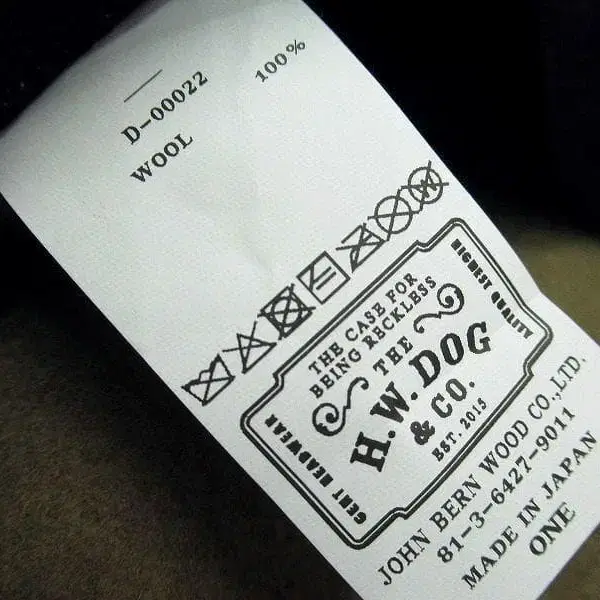 D-00022
WOOL 100%
THE CASE FOR
BEING RECKLESS
THE
H.W. DOG
& CO.
EST. 2015
GENT HEADWEAR
HIGHEST QUALITY
JOHN BERN WOOD CO.,LTD.
81-3-6427-9011
MADE IN JAPAN
ONE